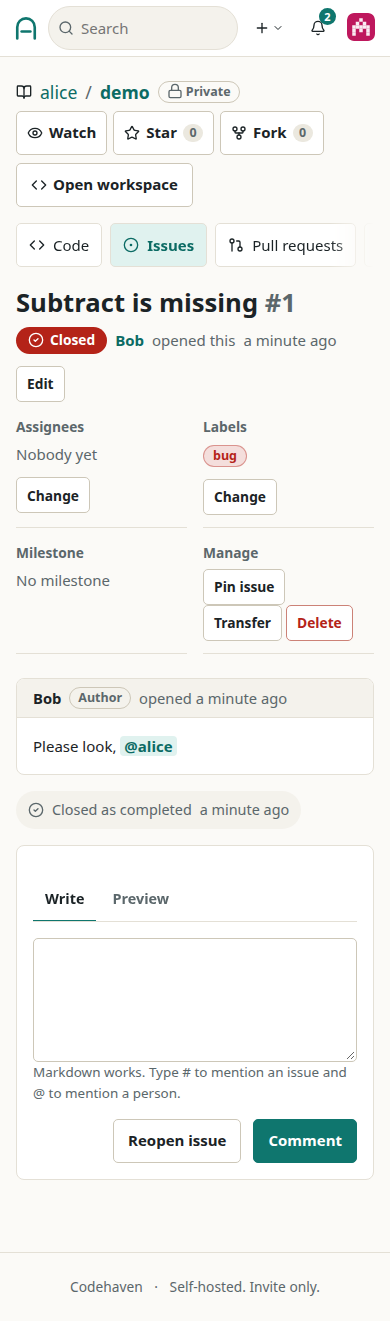 Search
2
alice / demo Private
Watch Star 0 Fork 0
Open workspace
Code Issues Pull requests
Subtract is missing #1
Closed Bob opened this a minute ago
Edit
Assignees Labels
Nobody yet bug
Change Change
Milestone Manage
No milestone Pin issue
Transfer Delete
Bob Author opened a minute ago
Please look, @alice
Closed as completed a minute ago
Write Preview
Markdown works. Type # to mention an issue and
@ to mention a person.
Reopen issue Comment
Codehaven · Self-hosted. Invite only.